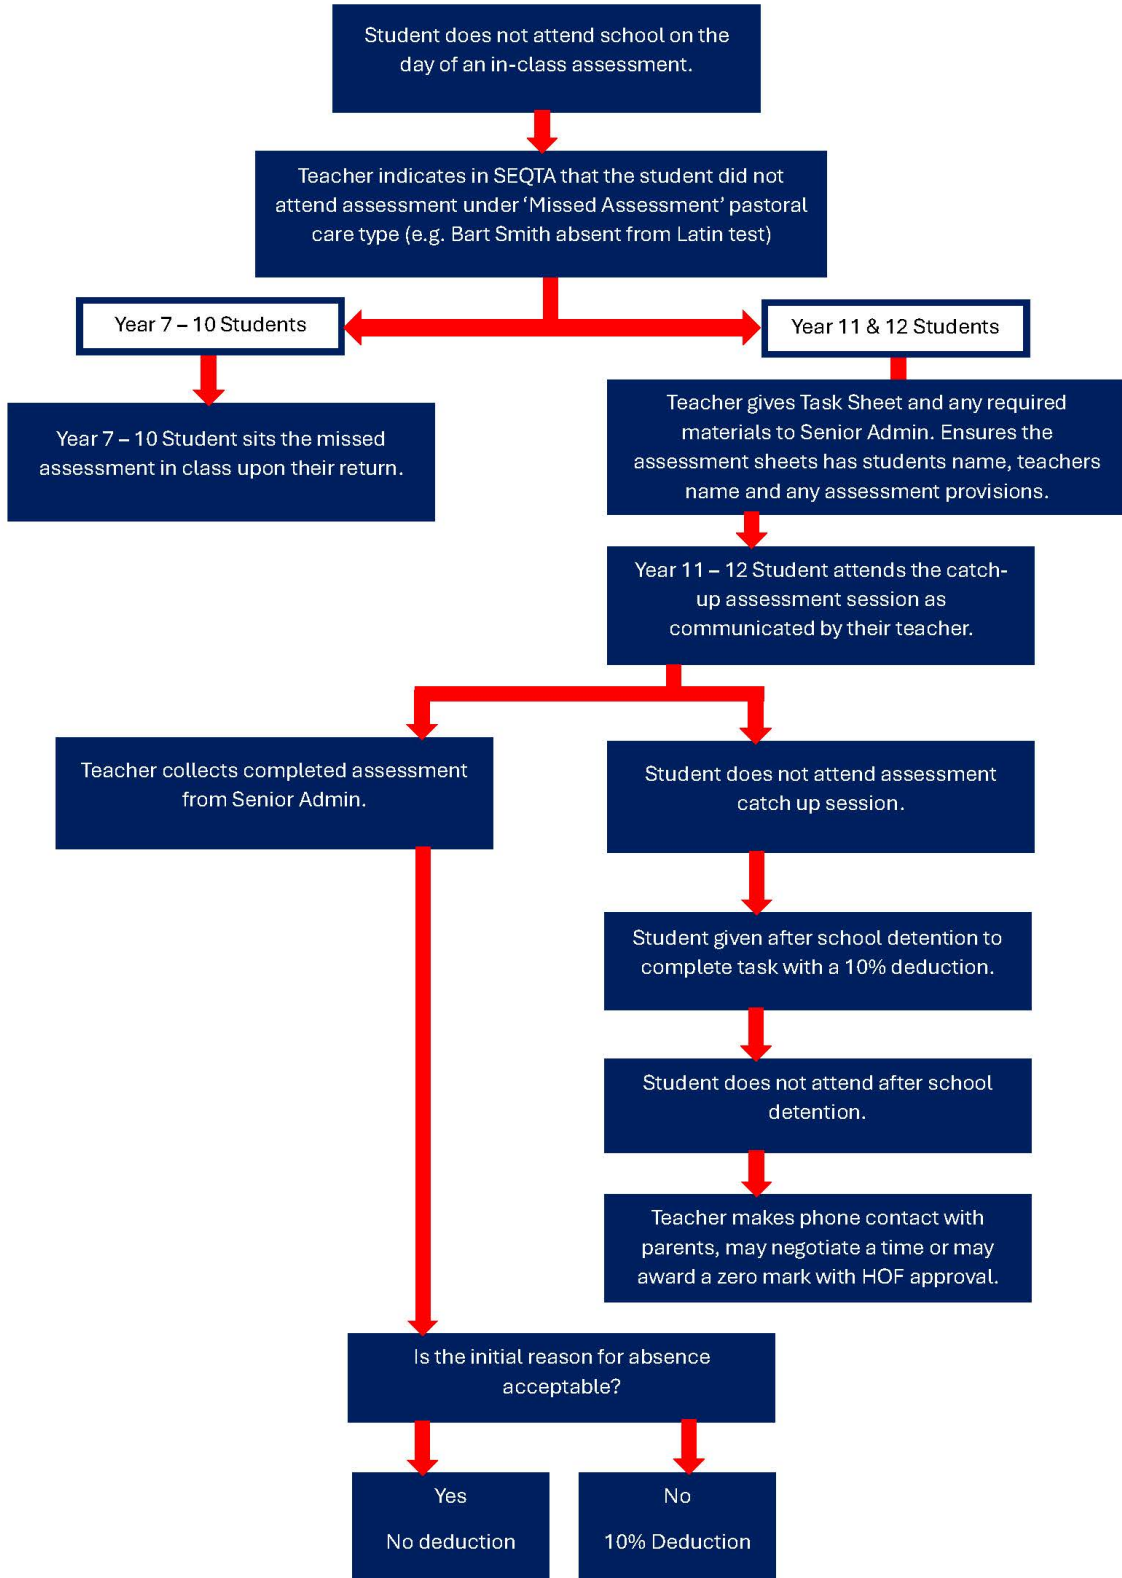 Student does not attend school on the
day of an in-class assessment.
Teacher indicates in SEQTA that the student did not
attend assessment under ‘Missed Assessment’ pastoral
care type (e.g. Bart Smith absent from Latin test)
Year 7 – 10 Students
Year 11 & 12 Students
Year 7 – 10 Student sits the missed
assessment in class upon their return.
Teacher gives Task Sheet and any required
materials to Senior Admin. Ensures the
assessment sheets has students name, teachers
name and any assessment provisions.
Year 11 – 12 Student attends the catch-
up assessment session as
communicated by their teacher.
Teacher collects completed assessment
from Senior Admin.
Student does not attend assessment
catch up session.
Student given after school detention to
complete task with a 10% deduction.
Student does not attend after school
detention.
Teacher makes phone contact with
parents, may negotiate a time or may
award a zero mark with HOF approval.
Is the initial reason for absence
acceptable?
Yes
No deduction
No
10% Deduction